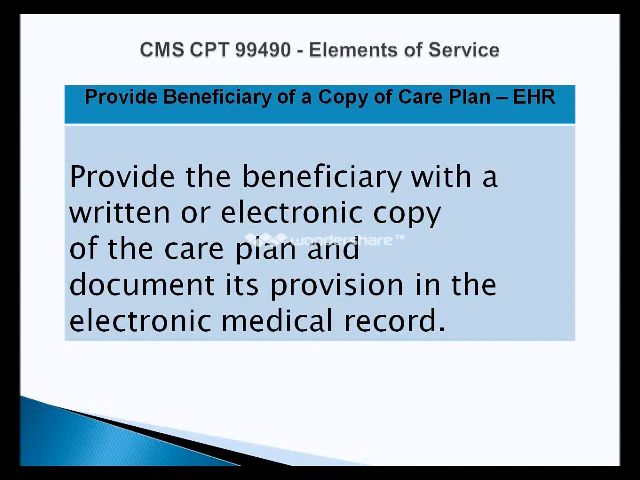 CMS CPT 99490 - Elements of Service
Provide Beneficiary of a Copy of Care Plan – EHR
Provide the beneficiary with a
written or electronic copy
of the care plan and
wondershare™
document its provision in the
electronic medical record.